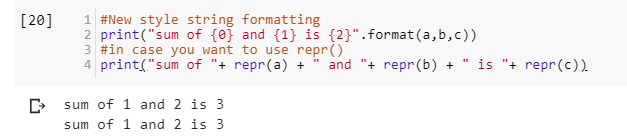 [20]
1 #New style string formatting
2 print("sum of {0} and {1} is {2}".format(a,b,c))
3 #in case you want to use repr()
4 print("sum of "+ repr(a) + " and "+ repr(b) + " is "+ repr(c))
sum of 1 and 2 is 3
sum of 1 and 2 is 3